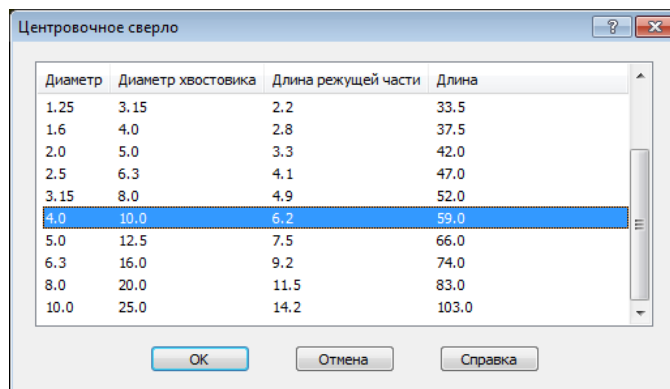 Центровочное сверло
Диаметр Диаметр хвостовика Длина режущей части Длина
1.25 3.15 2.2 33.5
1.6 4.0 2.8 37.5
2.0 5.0 3.3 42.0
2.5 6.3 4.1 47.0
3.15 8.0 4.9 52.0
4.0 10.0 6.2 59.0
5.0 12.5 7.5 66.0
6.3 16.0 9.2 74.0
8.0 20.0 11.5 83.0
10.0 25.0 14.2 103.0
OK Отмена Справка